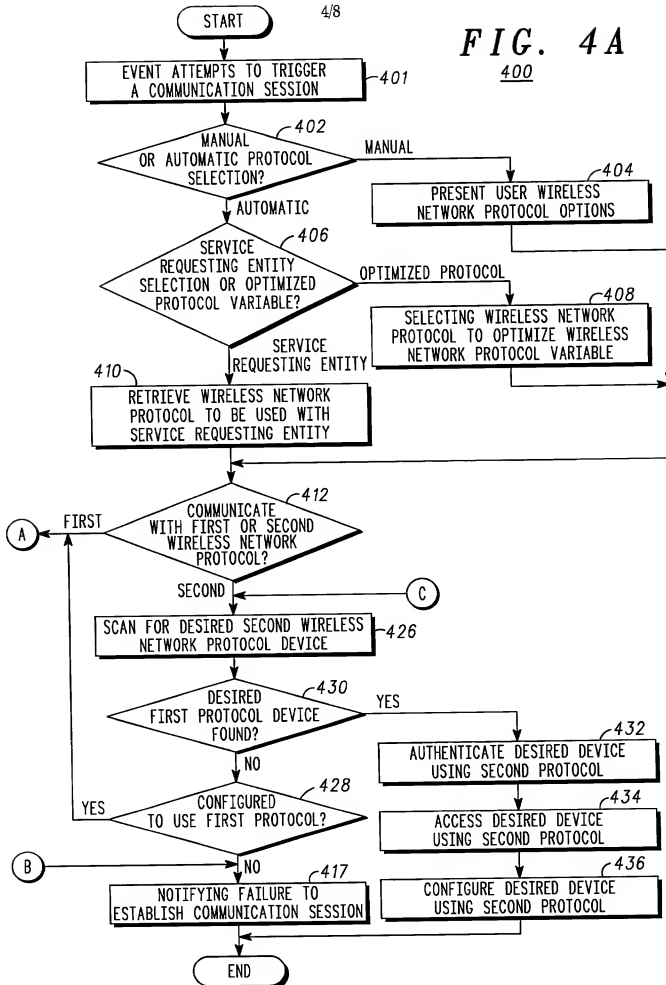 4/8
FIG. 4A
400
START
EVENT ATTEMPTS TO TRIGGER
A COMMUNICATION SESSION
401
402
MANUAL
OR AUTOMATIC PROTOCOL
SELECTION?
MANUAL
404
PRESENT USER WIRELESS
NETWORK PROTOCOL OPTIONS
AUTOMATIC
406
SERVICE
REQUESTING ENTITY
SELECTION OR OPTIMIZED
PROTOCOL VARIABLE?
OPTIMIZED PROTOCOL
408
SELECTING WIRELESS NETWORK
PROTOCOL TO OPTIMIZE WIRELESS
NETWORK PROTOCOL VARIABLE
SERVICE
REQUESTING ENTITY
410
RETRIEVE WIRELESS NETWORK
PROTOCOL TO BE USED WITH
SERVICE REQUESTING ENTITY
412
COMMUNICATE
WITH FIRST OR SECOND
WIRELESS NETWORK
PROTOCOL?
FIRST
A
SECOND
C
SCAN FOR DESIRED SECOND WIRELESS
NETWORK PROTOCOL DEVICE
426
430
DESIRED
FIRST PROTOCOL DEVICE
FOUND?
YES
432
AUTHENTICATE DESIRED DEVICE
USING SECOND PROTOCOL
NO
428
CONFIGURED
TO USE FIRST PROTOCOL?
YES
434
ACCESS DESIRED DEVICE
USING SECOND PROTOCOL
B
NO
417
NOTIFYING FAILURE TO
ESTABLISH COMMUNICATION SESSION
436
CONFIGURE DESIRED DEVICE
USING SECOND PROTOCOL
END